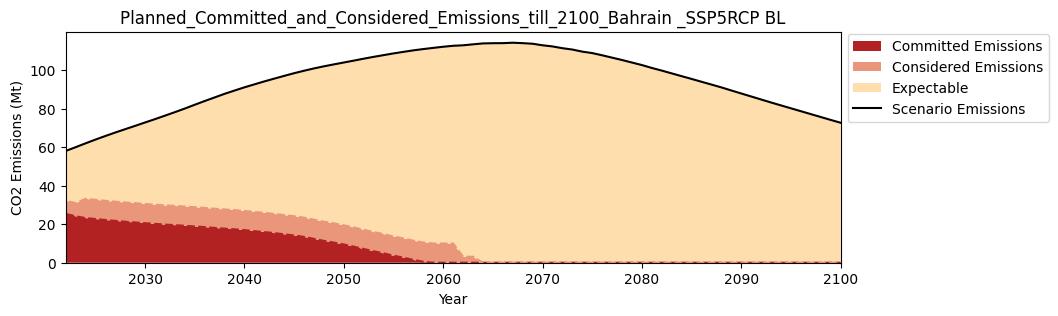 Planned_Committed_and_Considered_Emissions_till_2100_Bahrain _SSP5RCP BL
Committed Emissions
Considered Emissions
Expectable
Scenario Emissions
CO2 Emissions (Mt)
100
80
60
40
20
0
2030
2040
2050
2060
2070
2080
2090
2100
Year